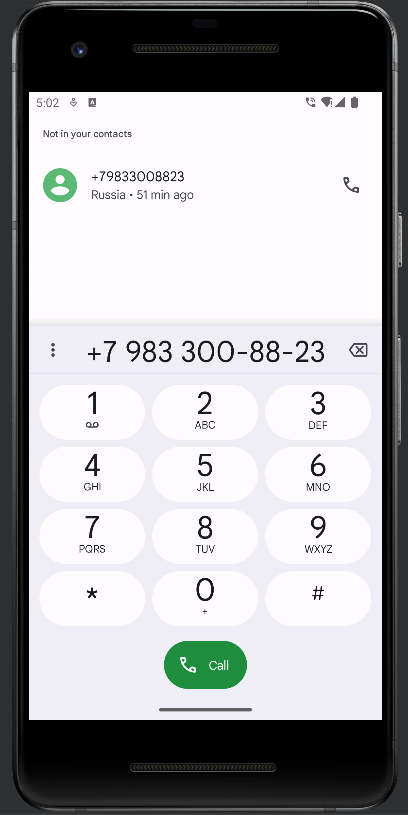 5:02
Not in your contacts
+79833008823
Russia • 51 min ago
+7 983 300-88-23
1
2
ABC
3
DEF
4
GHI
5
JKL
6
MNO
7
PQRS
8
TUV
9
WXYZ
*
0
+
#
Call